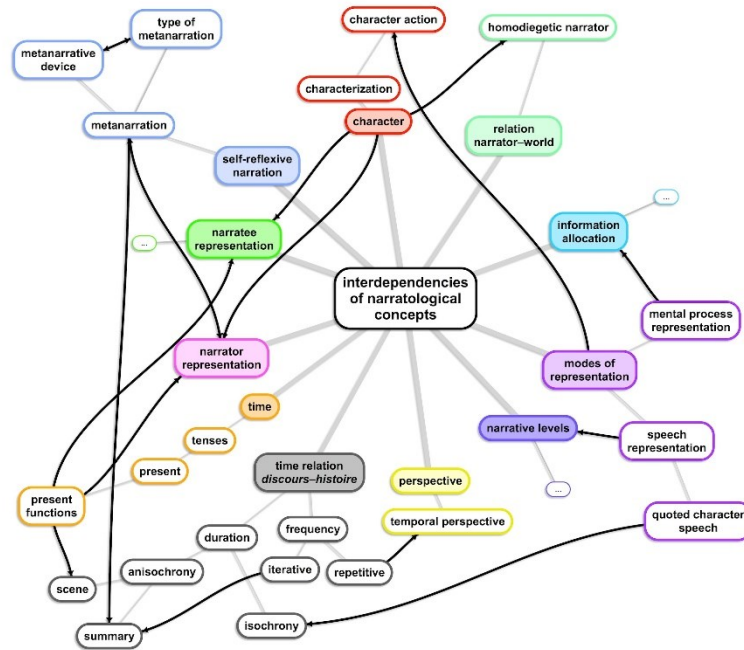 type of
metanarration
character action
homodiegetic narrator
metanarrative
device
characterization
metanarration
character
relation
narrator–world
self-reflexive
narration
...
narratee
representation
...
information
allocation
interdependencies
of narratological
concepts
mental process
representation
narrator
representation
modes of
representation
time
narrative levels
speech
representation
tenses
present
time relation
discours–histoire
perspective
...
present
functions
frequency
temporal perspective
quoted character
speech
duration
anisochrony
iterative
repetitive
scene
summary
isochrony